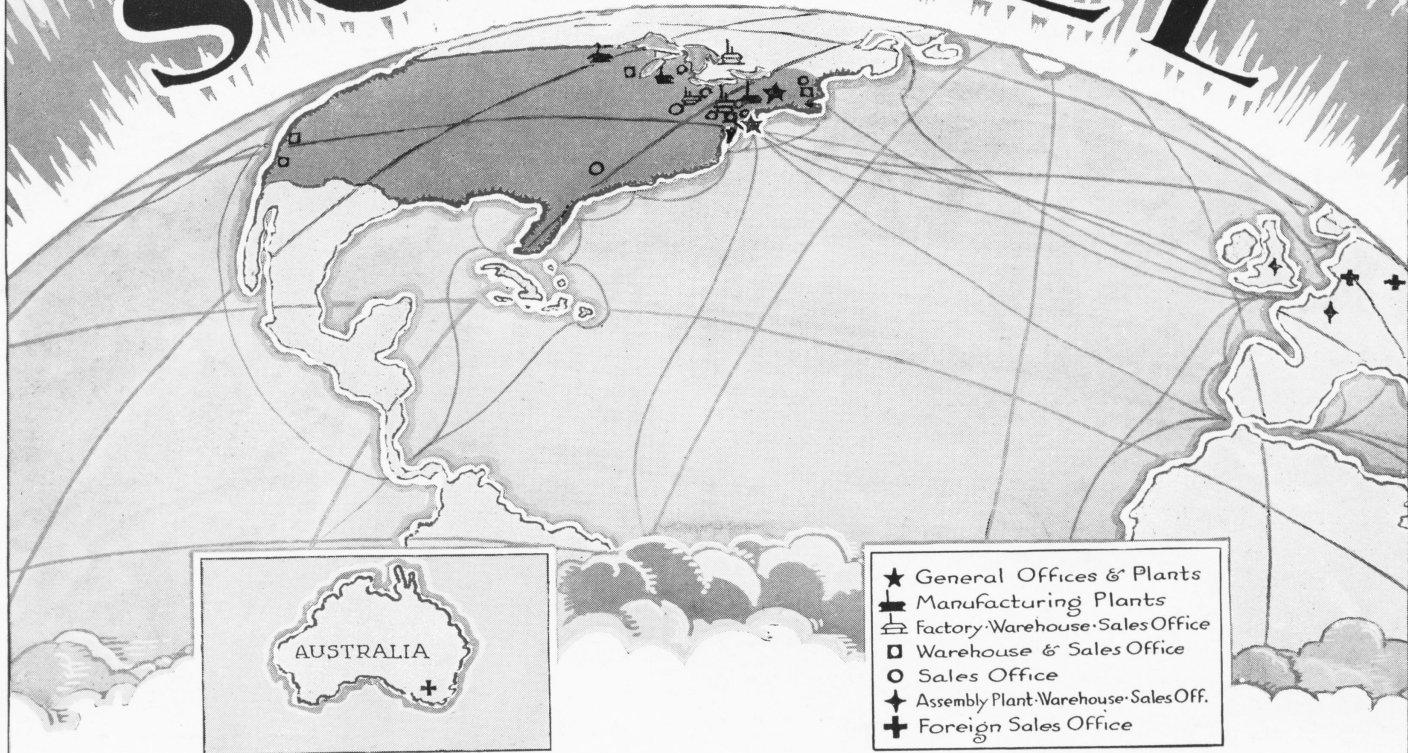 AUSTRALIA
General Offices & Plants
Manufacturing Plants
Factory·Warehouse·Sales Office
Warehouse & Sales Office
Sales Office
Assembly Plant·Warehouse·Sales Off.
Foreign Sales Office